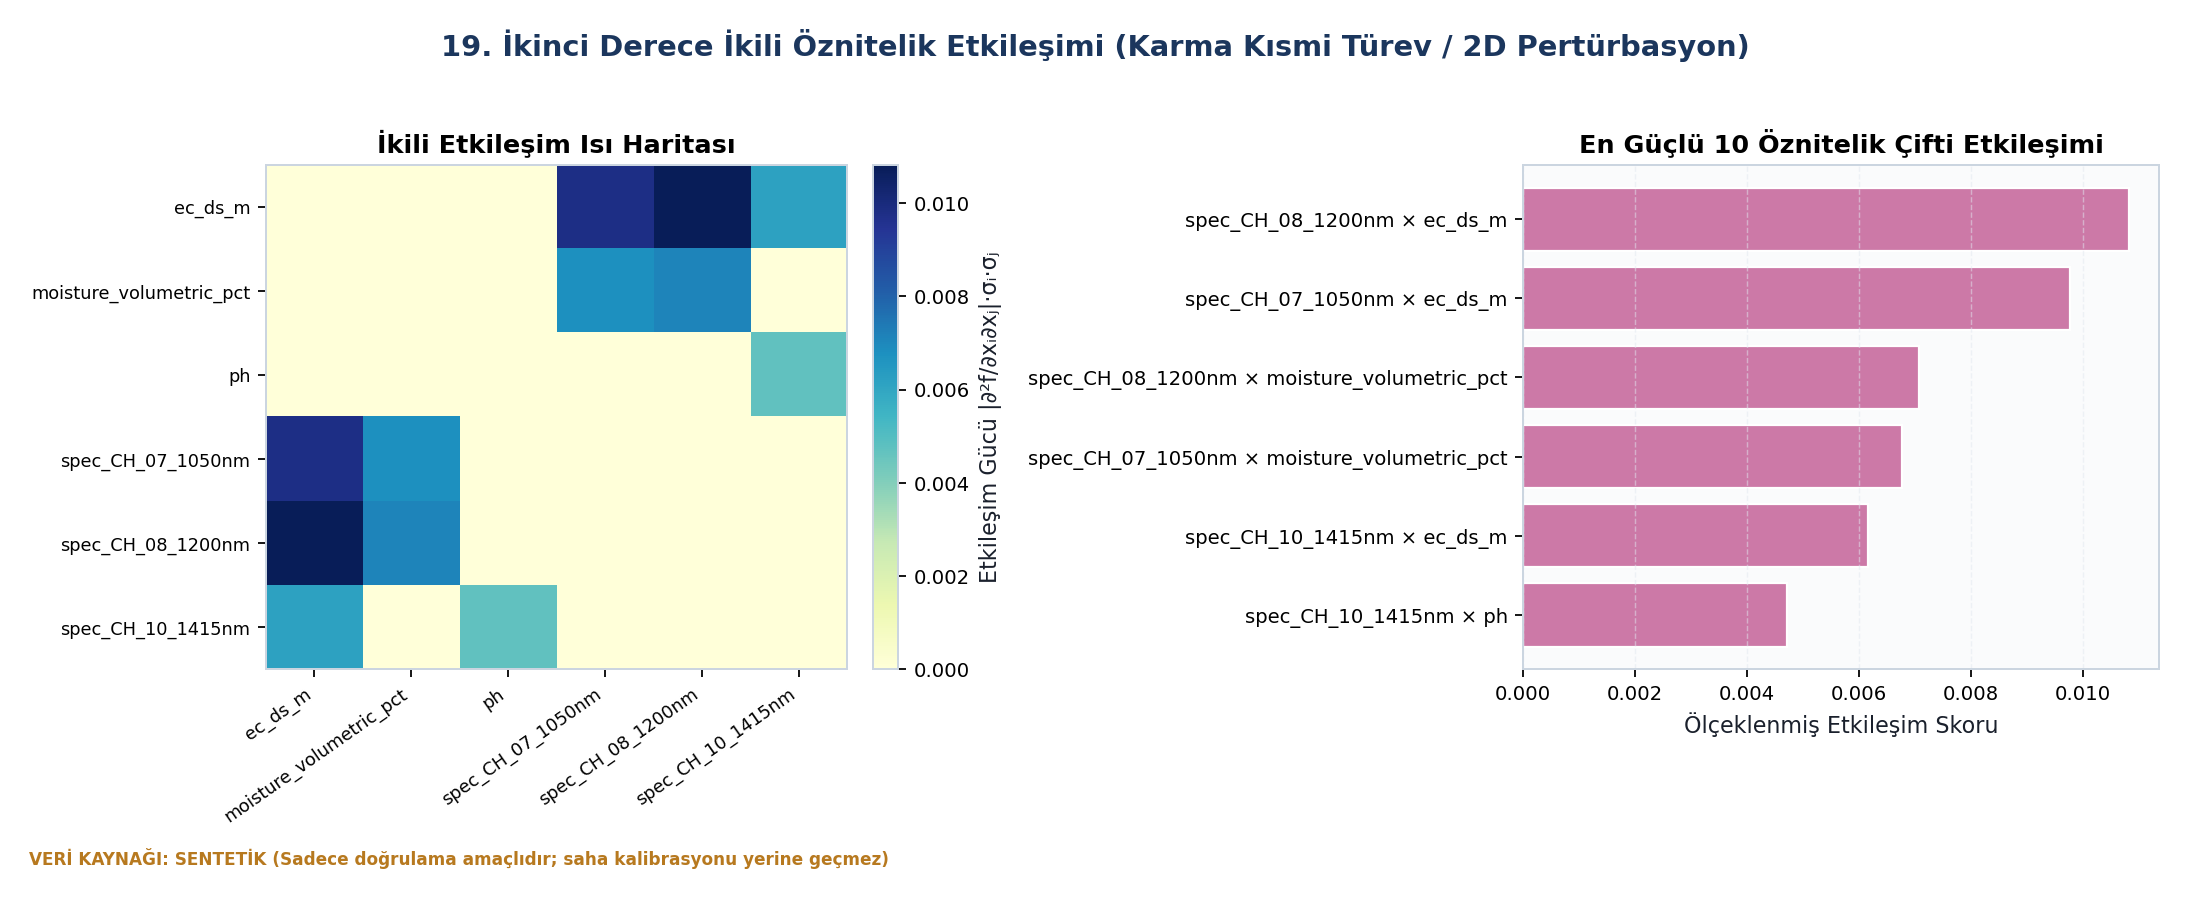 19. İkinci Derece İkili Öznitelik Etkileşimi (Karma Kısmi Türev / 2D Pertürbasyon)
İkili Etkileşim Isı Haritası
ec_ds_m
moisture_volumetric_pct
ph
spec_CH_07_1050nm
spec_CH_08_1200nm
spec_CH_10_1415nm
ec_ds_m
moisture_volumetric_pct
ph
spec_CH_07_1050nm
spec_CH_08_1200nm
spec_CH_10_1415nm
0.010
0.008
0.006
0.004
0.002
0.000
Etkileşim Gücü |∂²f/∂xᵢ∂xⱼ|·σᵢ·σⱼ
En Güçlü 10 Öznitelik Çifti Etkileşimi
spec_CH_08_1200nm × ec_ds_m
spec_CH_07_1050nm × ec_ds_m
spec_CH_08_1200nm × moisture_volumetric_pct
spec_CH_07_1050nm × moisture_volumetric_pct
spec_CH_10_1415nm × ec_ds_m
spec_CH_10_1415nm × ph
0.000 0.002 0.004 0.006 0.008 0.010
Ölçeklenmiş Etkileşim Skoru
VERİ KAYNAĞI: SENTETİK (Sadece doğrulama amaçlıdır; saha kalibrasyonu yerine geçmez)